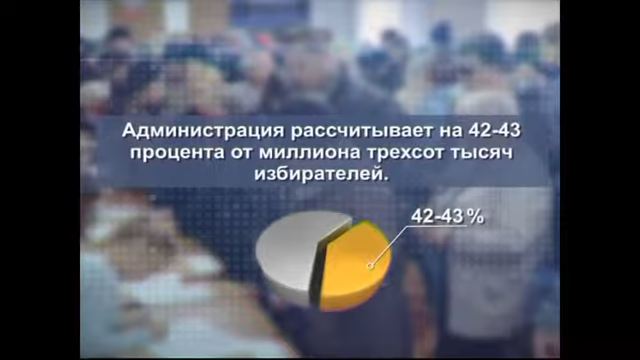 Администрация рассчитывает на 42-43
процента от миллиона трехсот тысяч
избирателей.
42-43%